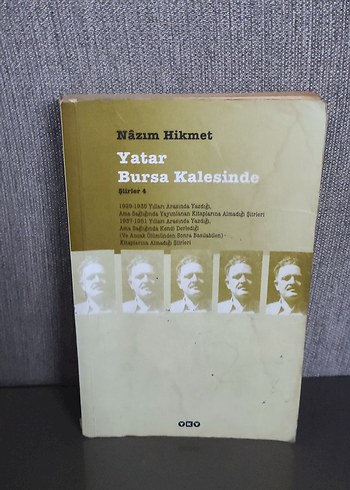 Nâzım Hikmet
Yatar
Bursa Kalesinde
Şiirler 4
1929-1935 Yılları Arasında Yazdığı,
Ama Sağlığında Yayımlanan Kitaplarına Almadığı Şiirleri
1937-1951 Yılları Arasında Yazdığı,
Ama Sağlığında Kendi Derlediği
(Ve Ancak Ölümünden Sonra Basılabilen)
Kitaplarına Almadığı Şiirleri
YKY